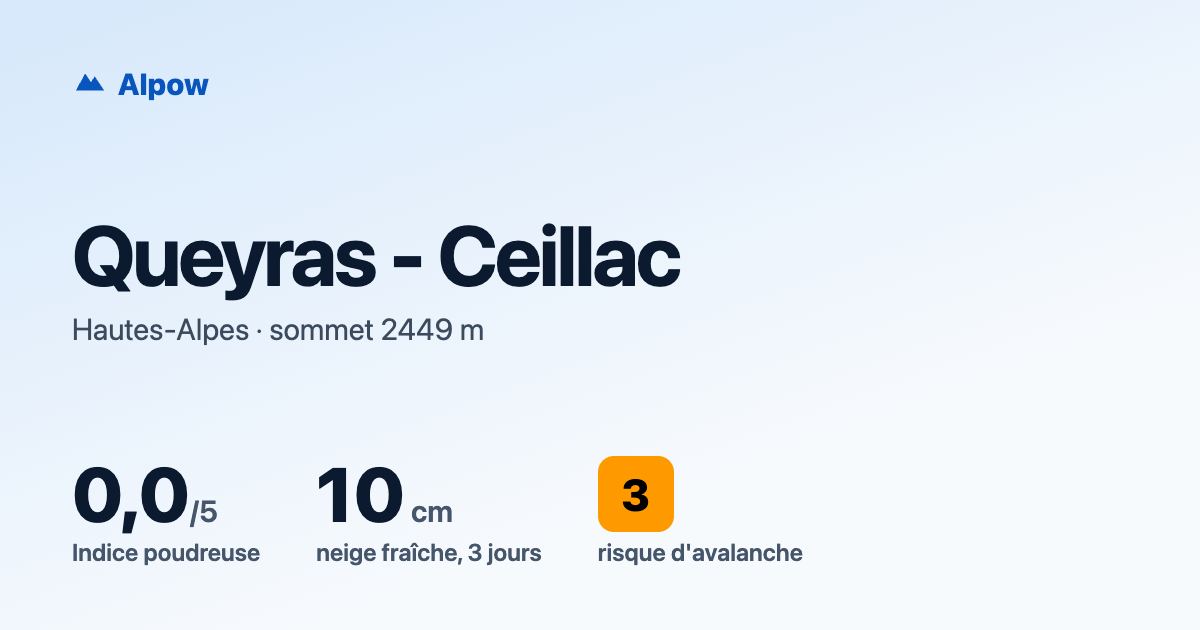 Alpow
Queyras - Ceillac
Hautes-Alpes · sommet 2449 m
0,0/5
Indice poudreuse
10 cm
neige fraîche, 3 jours
3
risque d'avalanche